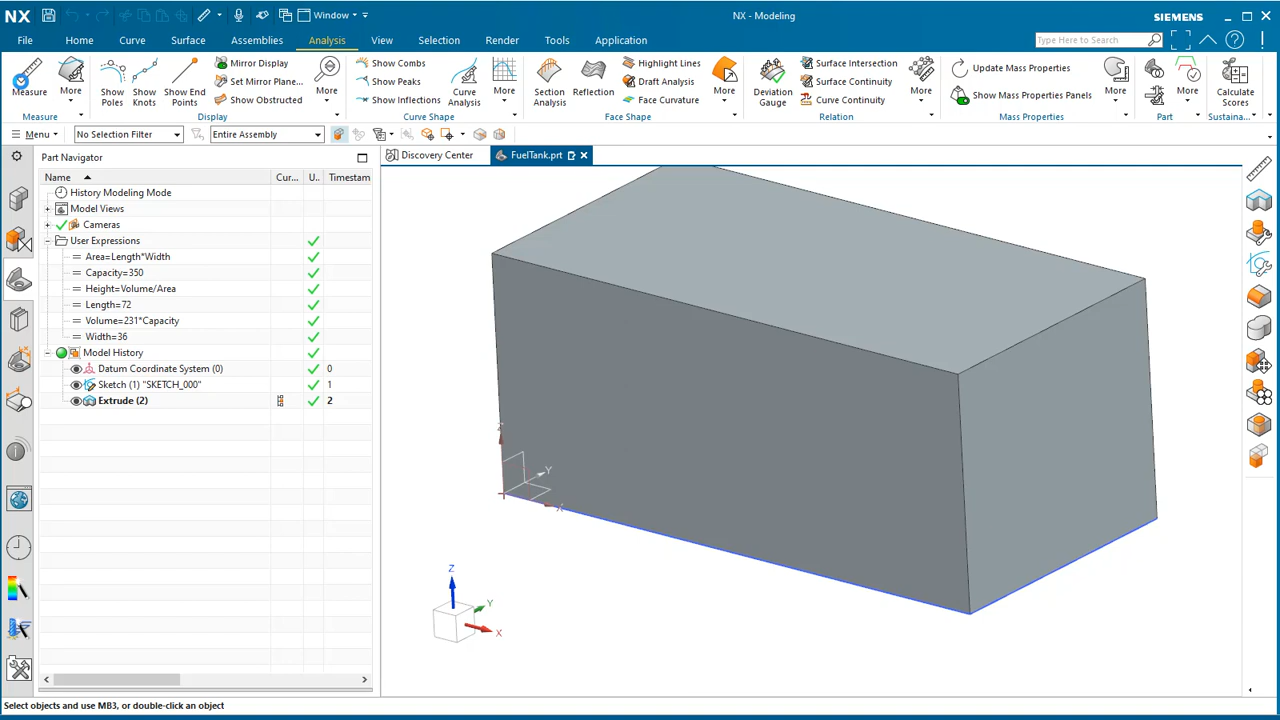 NX
Window
NX - Modeling
SIEMENS
File
Home
Curve
Surface
Assemblies
Analysis
View
Selection
Render
Tools
Application
Type Here to Search
Measure
More
Measure
Show Poles
Show Knots
Show End Points
Mirror Display
Set Mirror Plane...
Show Obstructed
More
Display
Show Combs
Show Peaks
Show Inflections
Curve Analysis
More
Curve Shape
Section Analysis
Reflection
Highlight Lines
Draft Analysis
Face Curvature
More
Face Shape
Deviation Gauge
Surface Intersection
Surface Continuity
Curve Continuity
More
Relation
Update Mass Properties
Show Mass Properties Panels
More
Mass Properties
More
Part
Calculate Scores
Sustaina...
Menu
No Selection Filter
Entire Assembly
Part Navigator
Discovery Center
FuelTank.prt
Name
Cur...
U..
Timestam
History Modeling Mode
Model Views
Cameras
User Expressions
Area=Length*Width
Capacity=350
Height=Volume/Area
Length=72
Volume=231*Capacity
Width=36
Model History
Datum Coordinate System (0)
0
Sketch (1) "SKETCH_000"
1
Extrude (2)
2
Z
Y
X
Z
Y
X
Select objects and use MB3, or double-click an object